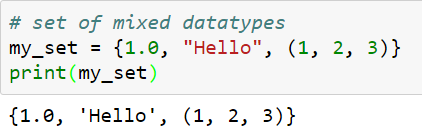 # set of mixed datatypes
my_set = {1.0, "Hello", (1, 2, 3)}
print(my_set)
{1.0, 'Hello', (1, 2, 3)}